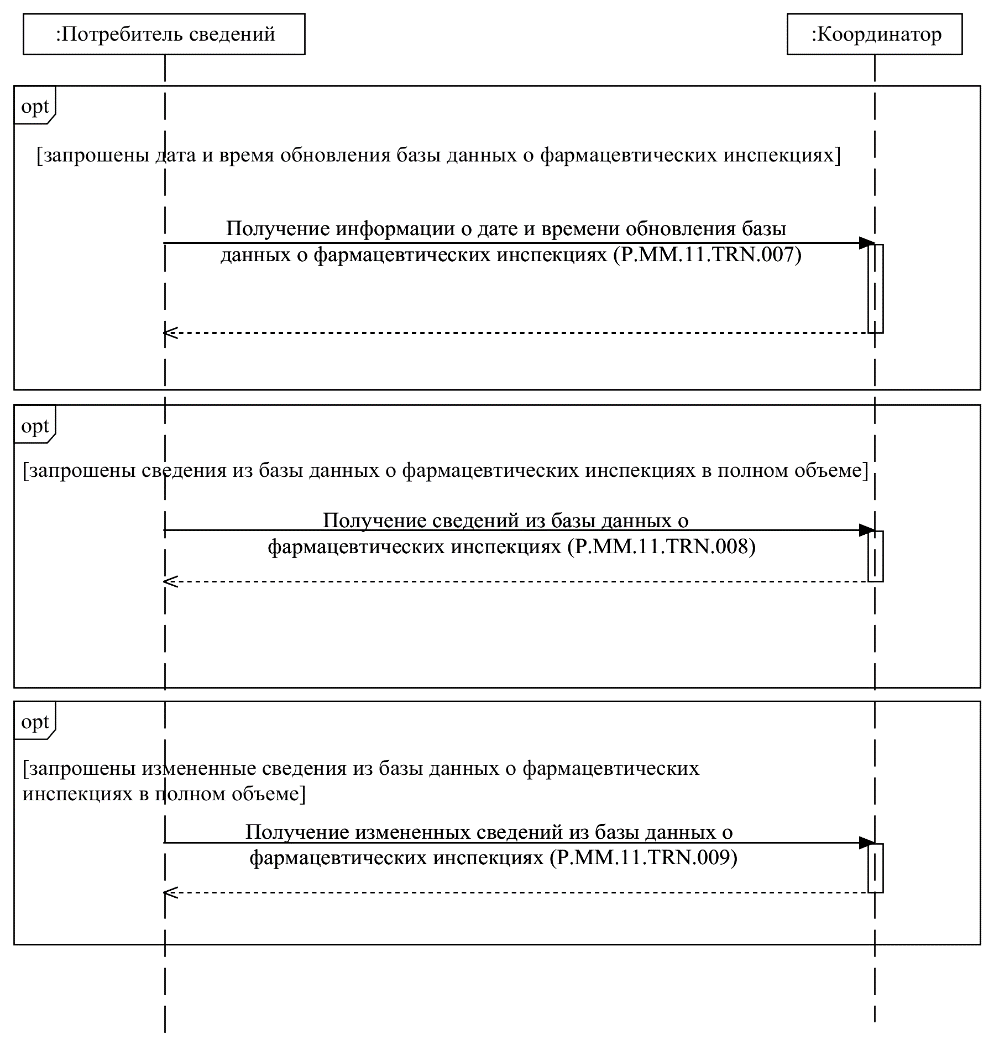 :Потребитель сведений
:Координатор
opt
[запрошены дата и время обновления базы данных о фармацевтических инспекциях]
Получение информации о дате и времени обновления базы
данных о фармацевтических инспекциях (P.MM.11.TRN.007)
opt
[запрошены сведения из базы данных о фармацевтических инспекциях в полном объеме]
Получение сведений из базы данных о
фармацевтических инспекциях (P.MM.11.TRN.008)
opt
[запрошены измененные сведения из базы данных о фармацевтических
инспекциях в полном объеме]
Получение измененных сведений из базы данных о
фармацевтических инспекциях (P.MM.11.TRN.009)